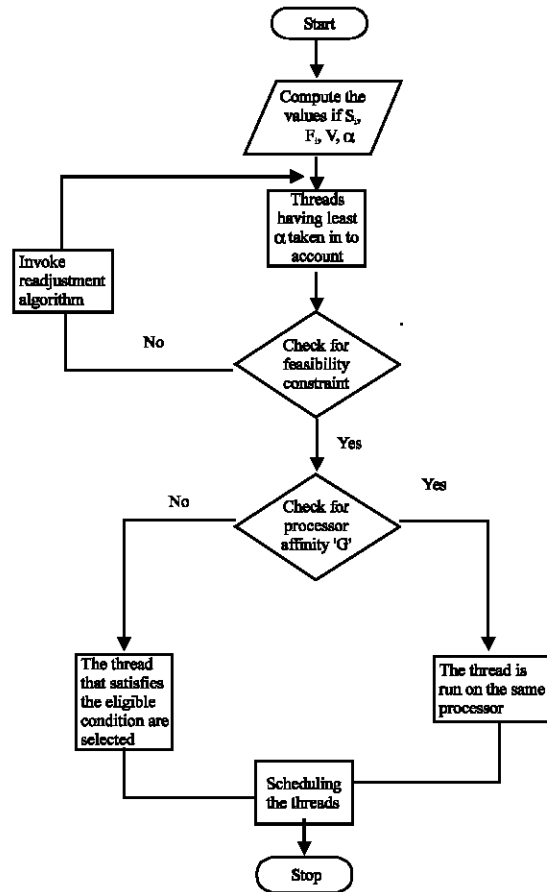 Start
Compute the
values if Sᵢ,
Fᵢ, V, α
Threads
having least
α taken in to
account
Invoke
readjustment
algorithm
No
Check for
feasibility
constraint
Yes
No
Yes
Check for
processor
affinity 'G'
The thread
that satisfies
the eligible
condition are
selected
The thread is
run on the same
processor
Scheduling
the threads
Stop